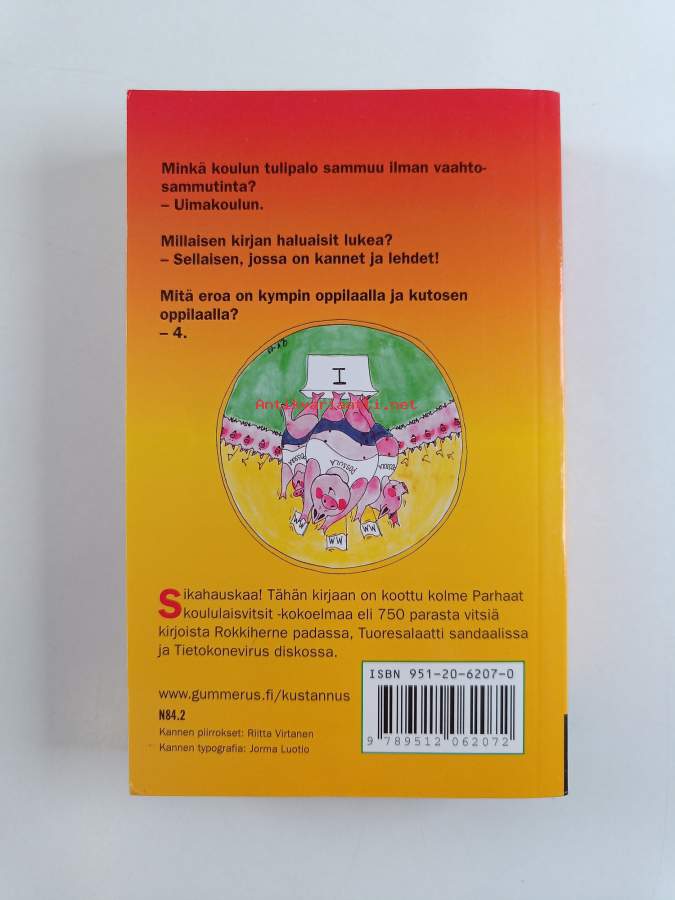 Minkä koulun tulipalo sammuu ilman vaahto-
sammutinta?
– Uimakoulun.
Millaisen kirjan haluaisit lukea?
– Sellaisen, jossa on kannet ja lehdet!
Mitä eroa on kympin oppilaalla ja kutosen
oppilaalla?
– 4.
I
Antikvariaatti.net
POSSULA
WW
WW
Sikahauskaa! Tähän kirjaan on koottu kolme Parhaat
koululaisvitsit -kokoelmaa eli 750 parasta vitsiä
kirjoista Rokkiherne padassa, Tuoresalaatti sandaalissa
ja Tietokonevirus diskossa.
ISBN 951-20-6207-0
www.gummerus.fi/kustannus
N84.2
Kannen piirrokset: Riitta Virtanen
Kannen typografia: Jorma Luotio
9 789512 062072